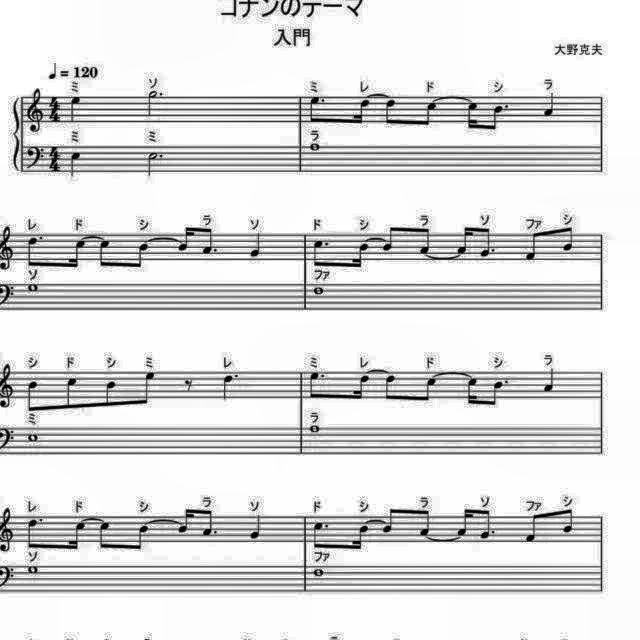 コナンのテーマ
入門
大野克夫
♩ = 120
ミ ソ ミ レ ド シ ラ
ミ ミ ラ
レ ド シ ラ ソ ド シ ラ ソ ファ シ
ソ ファ
シ ド シ ミ レ ミ レ ド シ ラ
ミ ラ
レ ド シ ラ ソ ド シ ラ ソ ファ シ
ソ ファ